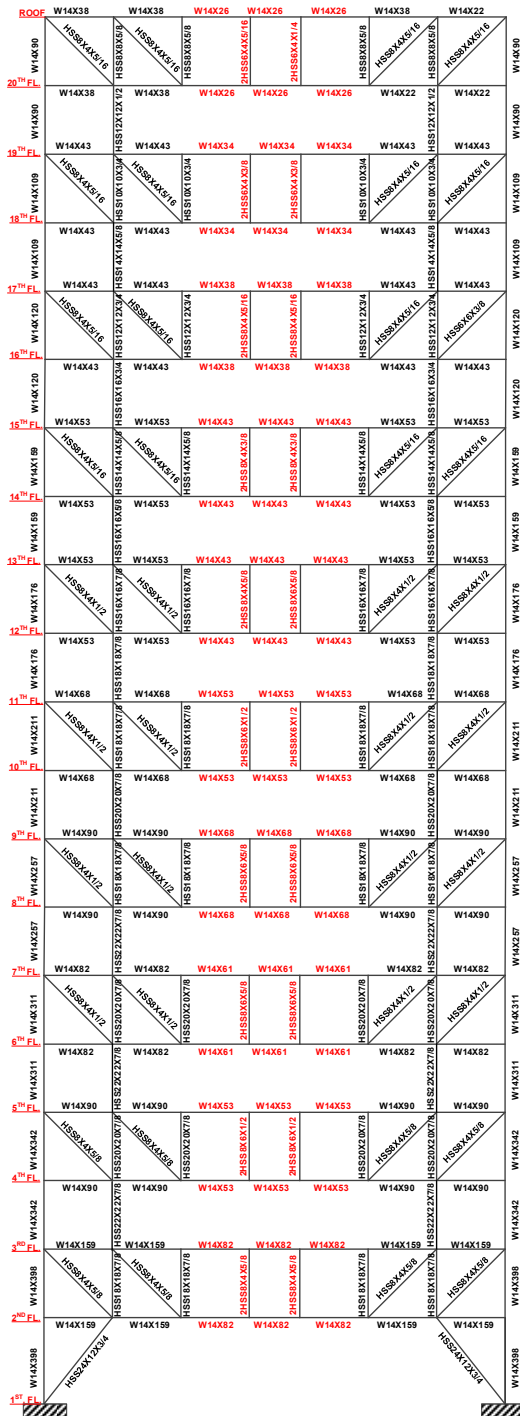 ROOF W14X38 W14X38 W14X26 W14X26 W14X26 W14X38 W14X22
W14X90 HSS8X4X5/16 HSS8X8X5/8 HSS8X4X5/16 HSS8X8X5/8 2HSS6X4X5/16 2HSS6X4X1/4 HSS8X8X5/8 HSS8X4X5/16 HSS8X8X5/8 HSS8X4X5/16 W14X90
20TH FL. W14X38 W14X38 W14X26 W14X26 W14X26 W14X22 W14X22
W14X90 HSS12X12X1/2 HSS12X12X1/2 W14X90
19TH FL. W14X43 W14X43 W14X34 W14X34 W14X34 W14X43 W14X43
W14X109 HSS8X4X5/16 HSS10X10X3/4 HSS8X4X5/16 HSS10X10X3/4 2HSS6X4X3/8 2HSS6X4X3/8 HSS10X10X3/4 HSS8X4X5/16 HSS10X10X3/4 HSS8X4X5/16 W14X109
18TH FL. W14X43 W14X43 W14X34 W14X34 W14X34 W14X43 W14X43
W14X109 HSS14X14X5/8 HSS14X14X5/8 W14X109
17TH FL. W14X43 W14X43 W14X38 W14X38 W14X38 W14X43 W14X43
W14X120 HSS8X4X5/16 HSS12X12X3/4 HSS8X4X5/16 HSS12X12X3/4 2HSS8X4X5/16 2HSS8X4X5/16 HSS12X12X3/4 HSS8X4X5/16 HSS12X12X3/4 HSS6X6X3/8 W14X120
16TH FL. W14X43 W14X43 W14X38 W14X38 W14X38 W14X43 W14X43
W14X120 HSS16X16X3/4 HSS16X16X3/4 W14X120
15TH FL. W14X53 W14X53 W14X43 W14X43 W14X43 W14X53 W14X53
W14X159 HSS8X4X5/16 HSS14X14X5/8 HSS8X4X5/16 HSS14X14X5/8 2HSS8X4X3/8 2HSS8X4X3/8 HSS14X14X5/8 HSS8X4X5/16 HSS14X14X5/8 HSS8X4X5/16 W14X159
14TH FL. W14X53 W14X53 W14X43 W14X43 W14X43 W14X53 W14X53
W14X159 HSS16X16X5/8 HSS16X16X5/8 W14X159
13TH FL. W14X53 W14X53 W14X43 W14X43 W14X43 W14X53 W14X53
W14X176 HSS8X4X1/2 HSS16X16X7/8 HSS8X4X1/2 HSS16X16X7/8 2HSS8X4X5/8 2HSS8X6X5/8 HSS16X16X7/8 HSS8X4X1/2 HSS16X16X7/8 HSS8X4X1/2 W14X176
12TH FL. W14X53 W14X53 W14X43 W14X43 W14X43 W14X53 W14X53
W14X176 HSS18X18X7/8 HSS18X18X7/8 W14X176
11TH FL. W14X68 W14X68 W14X53 W14X53 W14X53 W14X68 W14X68
W14X211 HSS8X4X1/2 HSS18X18X7/8 HSS8X4X1/2 HSS18X18X7/8 2HSS8X6X1/2 2HSS8X6X1/2 HSS18X18X7/8 HSS8X4X1/2 HSS18X18X7/8 HSS8X4X1/2 W14X211
10TH FL. W14X68 W14X68 W14X53 W14X53 W14X53 W14X68 W14X68
W14X211 HSS20X20X7/8 HSS20X20X7/8 W14X211
9TH FL. W14X90 W14X90 W14X68 W14X68 W14X68 W14X90 W14X90
W14X257 HSS8X4X1/2 HSS18X18X7/8 HSS8X4X1/2 HSS18X18X7/8 2HSS8X6X5/8 2HSS8X6X5/8 HSS18X18X7/8 HSS8X4X1/2 HSS18X18X7/8 HSS8X4X1/2 W14X257
8TH FL. W14X90 W14X90 W14X68 W14X68 W14X68 W14X90 W14X90
W14X257 HSS22X22X7/8 HSS22X22X7/8 W14X257
7TH FL. W14X82 W14X82 W14X61 W14X61 W14X61 W14X82 W14X82
W14X311 HSS8X4X1/2 HSS20X20X7/8 HSS8X4X1/2 HSS20X20X7/8 2HSS8X6X5/8 2HSS8X6X5/8 HSS20X20X7/8 HSS8X4X1/2 HSS20X20X7/8 HSS8X4X1/2 W14X311
6TH FL. W14X82 W14X82 W14X61 W14X61 W14X61 W14X82 W14X82
W14X311 HSS22X22X7/8 HSS22X22X7/8 W14X311
5TH FL. W14X90 W14X90 W14X53 W14X53 W14X53 W14X90 W14X90
W14X342 HSS8X4X5/8 HSS20X20X7/8 HSS8X4X5/8 HSS20X20X7/8 2HSS8X6X1/2 2HSS8X6X1/2 HSS20X20X7/8 HSS8X4X5/8 HSS20X20X7/8 HSS8X4X5/8 W14X342
4TH FL. W14X90 W14X90 W14X53 W14X53 W14X53 W14X90 W14X90
W14X342 HSS22X22X7/8 HSS22X22X7/8 W14X342
3RD FL. W14X159 W14X159 W14X82 W14X82 W14X82 W14X159 W14X159
W14X398 HSS8X4X5/8 HSS18X18X7/8 HSS8X4X5/8 HSS18X18X7/8 2HSS8X4X5/8 2HSS8X4X5/8 HSS18X18X7/8 HSS8X4X5/8 HSS18X18X7/8 HSS8X4X5/8 W14X398
2ND FL. W14X159 W14X159 W14X82 W14X82 W14X82 W14X159 W14X159
W14X398 HSS24X12X3/4 HSS24X12X3/4 W14X398
1ST. FL.